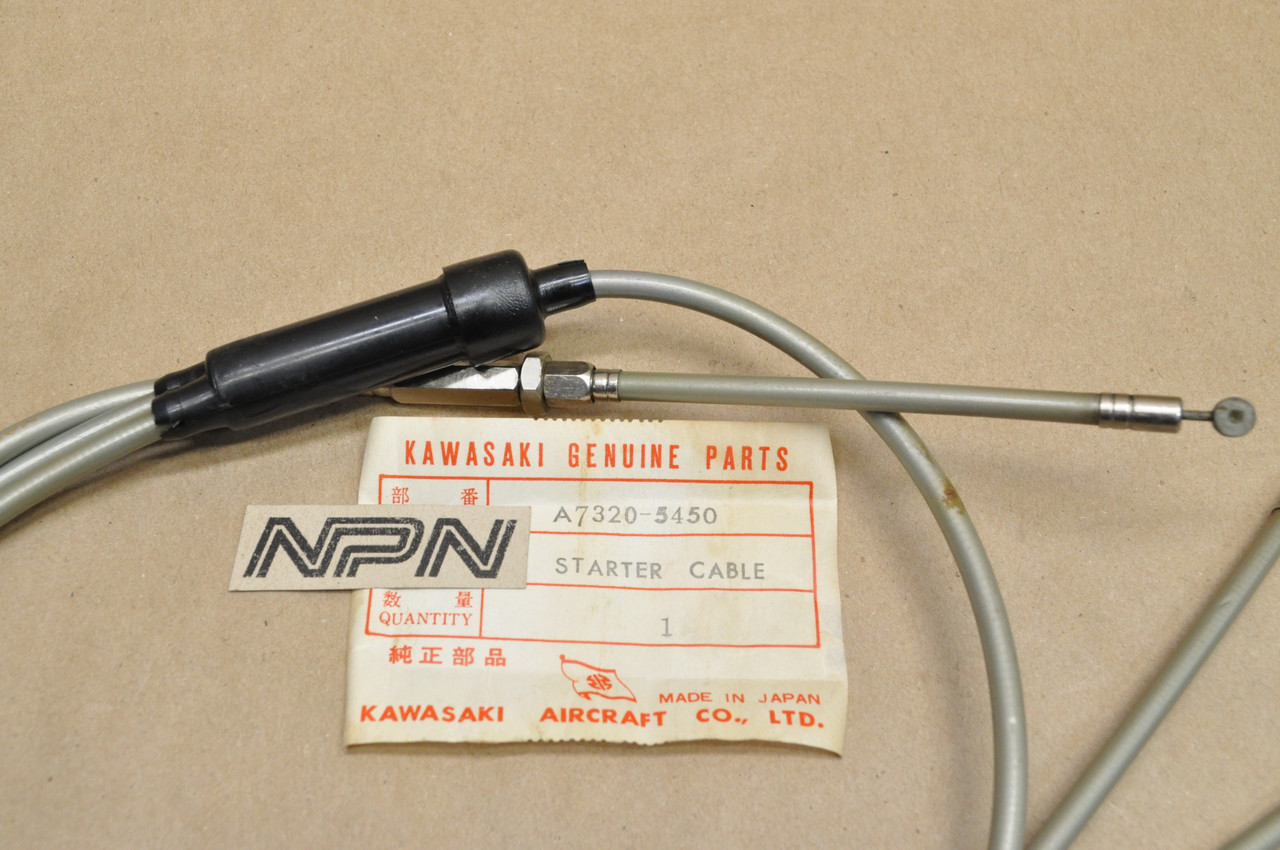 KAWASAKI GENUINE PARTS
部番
A7320-5450
NPN
STARTER CABLE
数量
QUANTITY
1
純正部品
MADE IN JAPAN
KAWASAKI AIRCRAFT CO., LTD.